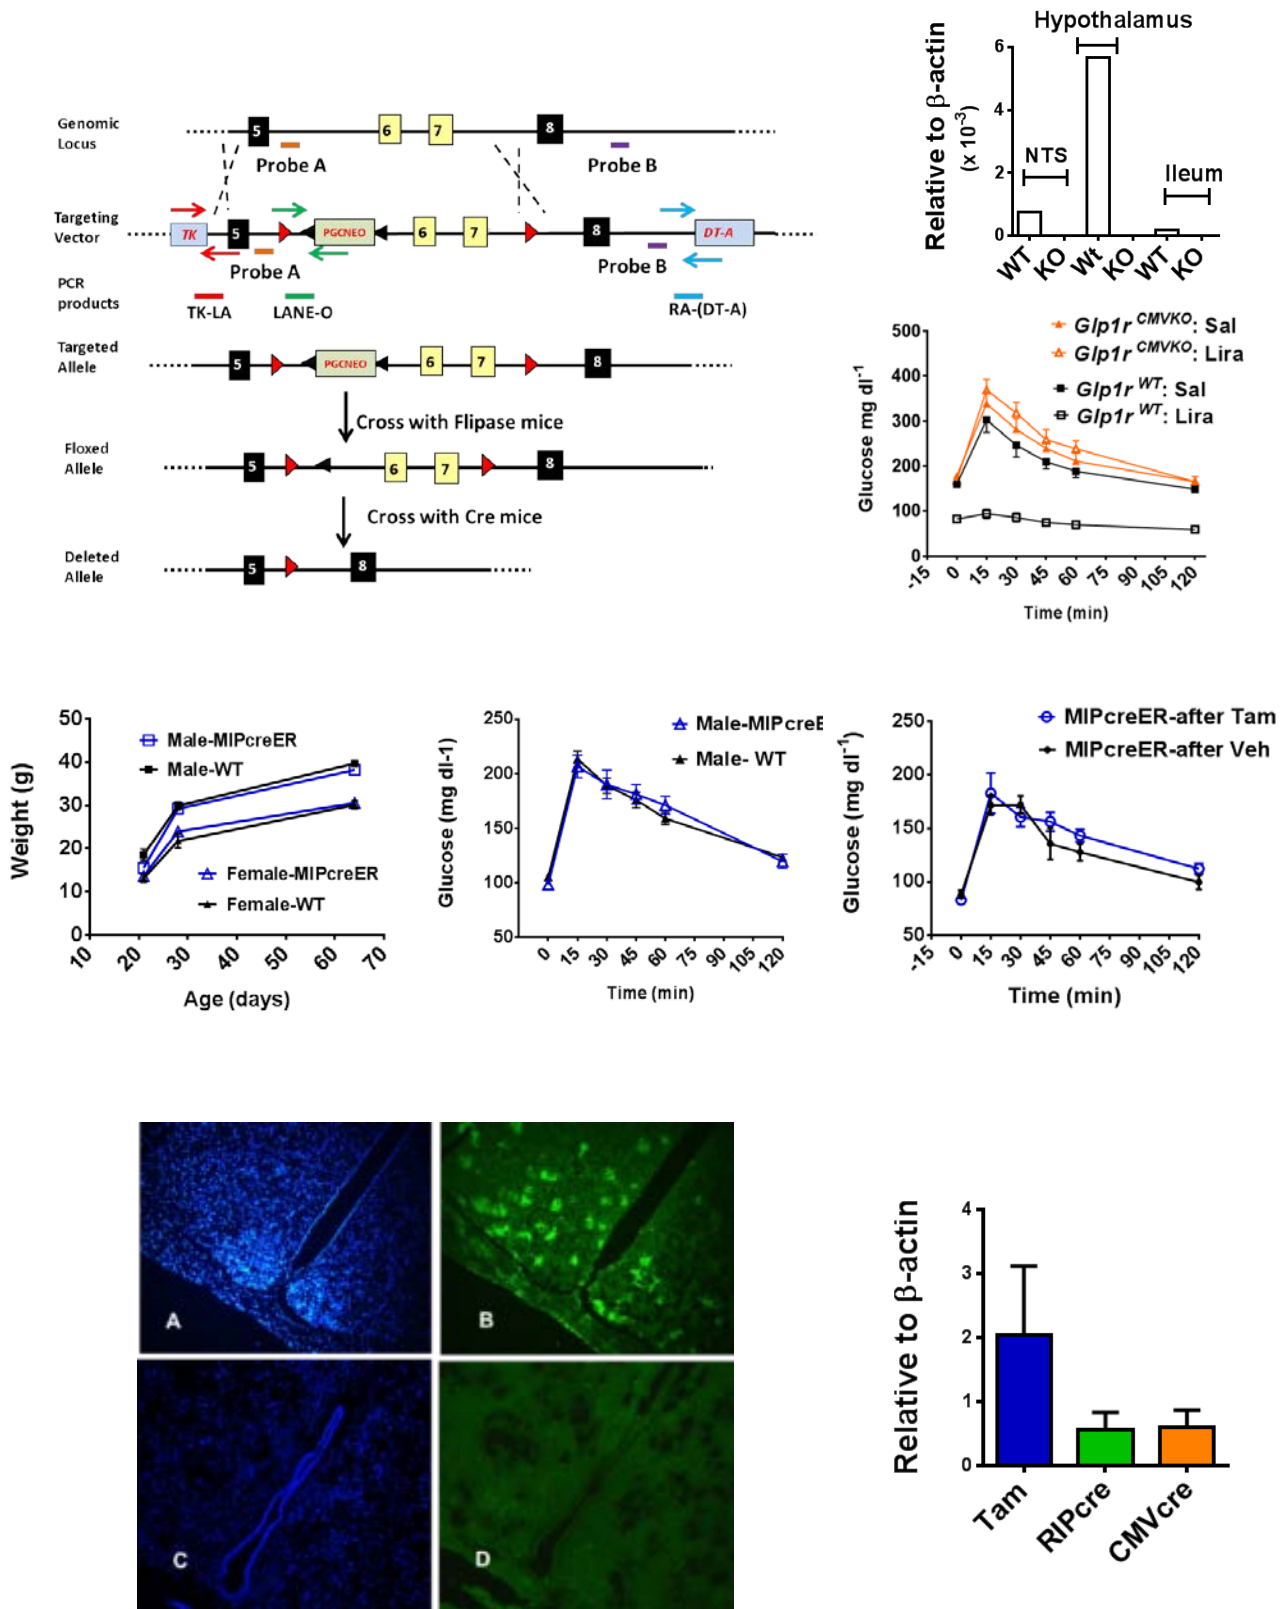 Genomic
Locus
5
6
7
8
Probe A
Probe B
Targeting
Vector
TK
5
PGCNEO
6
7
8
DT-A
Probe A
Probe B
PCR
products
TK-LA
LANE-O
RA-(DT-A)
Targeted
Allele
5
PGCNEO
6
7
8
Cross with Flipase mice
Floxed
Allele
5
6
7
8
Cross with Cre mice
Deleted
Allele
5
8
Hypothalamus
Relative to β-actin
(x 10⁻³)
6
4
2
0
NTS
Ileum
WT
KO
Wt
KO
WT
KO
Glp1r CMVKO: Sal
Glp1r CMVKO: Lira
Glp1r WT: Sal
Glp1r WT: Lira
Glucose mg dl⁻¹
500
400
300
200
100
0
-15
0
15
30
45
60
75
90
105
120
Time (min)
Weight (g)
50
40
30
20
10
0
Male-MIPcreER
Male-WT
Female-MIPcreER
Female-WT
10
20
30
40
50
60
70
Age (days)
Glucose (mg dl-1)
250
200
150
100
50
Male-MIPcreE
Male- WT
0
15
30
45
60
75
90
105
120
Time (min)
Glucose (mg dl⁻¹)
250
200
150
100
50
MIPcreER-after Tam
MIPcreER-after Veh
-15
0
15
30
45
60
75
90
105
120
Time (min)
A
B
C
D
Relative to β-actin
4
3
2
1
0
Tam
RIPcre
CMVcre